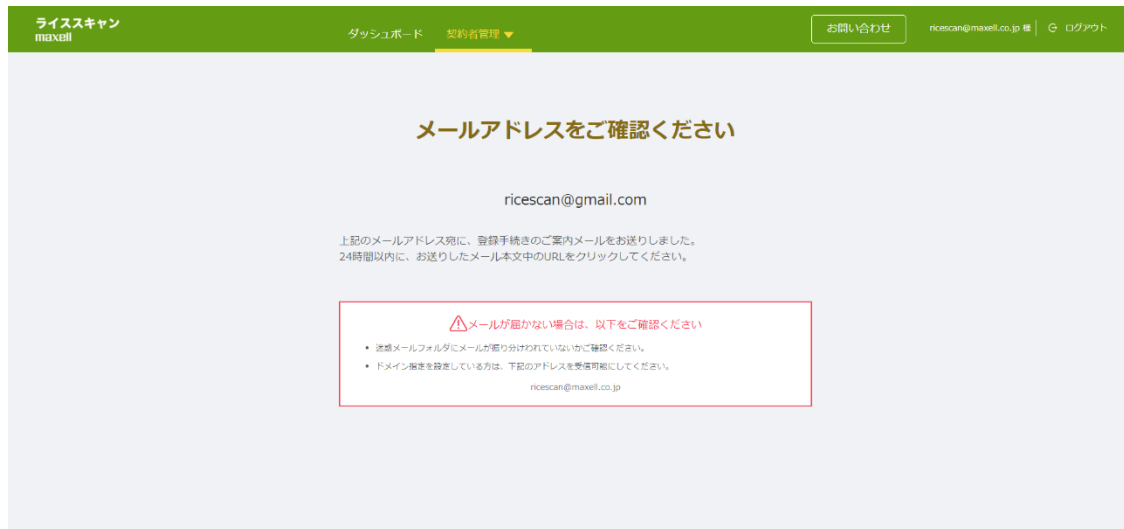 ライススキャン
maxell
ダッシュボード 契約者管理 ▼ お問い合わせ ricescan@maxell.co.jp 様 ログアウト
メールアドレスをご確認ください
ricescan@gmail.com
上記のメールアドレス宛に、登録手続きのご案内メールをお送りしました。
24時間以内に、お送りしたメール本文中のURLをクリックしてください。
メールが届かない場合は、以下をご確認ください
• 迷惑メールフォルダにメールが振り分けわれていないかご確認ください。
• ドメイン指定を設定している方は、下記のアドレスを受信可能にしてください。
ricescan@maxell.co.jp